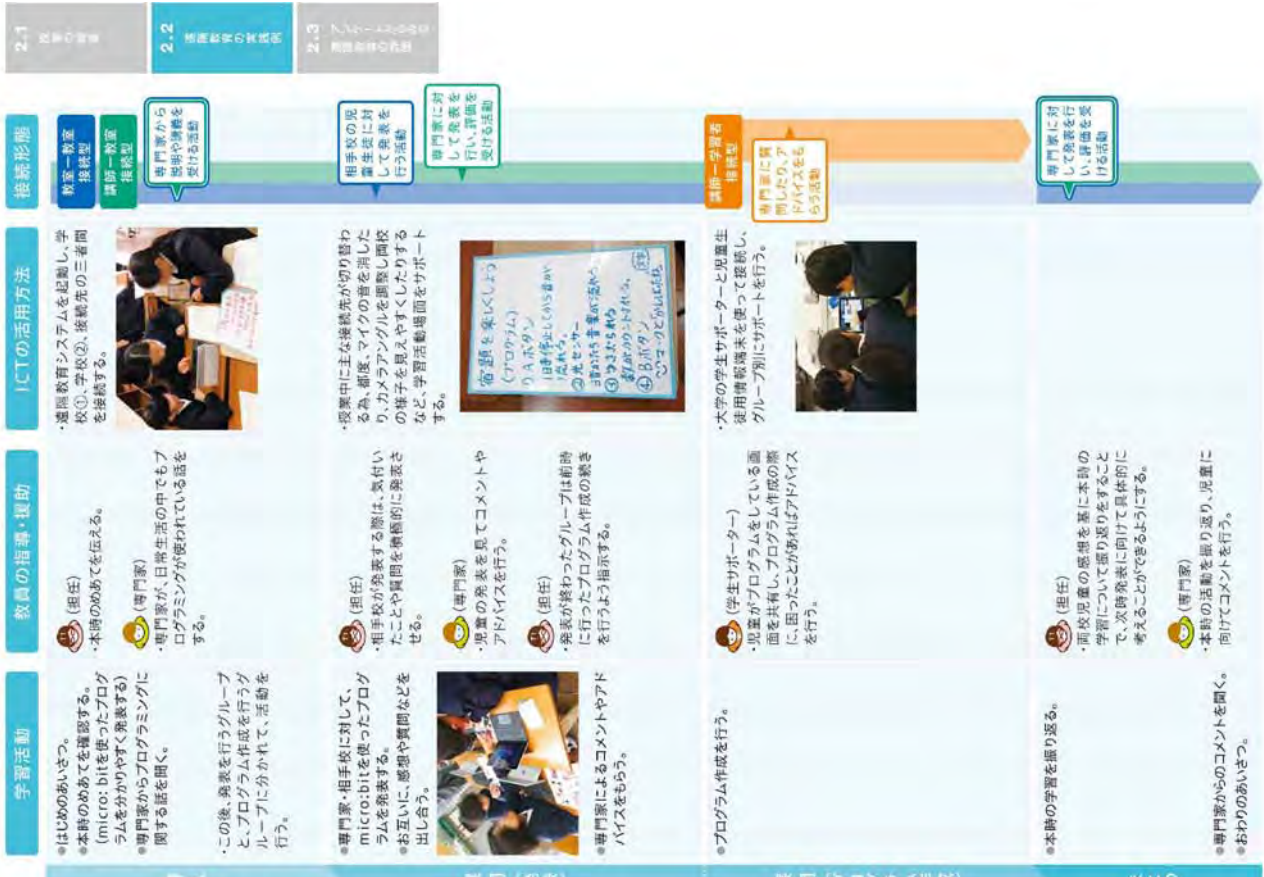 2.1
2.2
遠隔教育の実践例
2.3
学習活動
教員の指導・援助
ICTの活用方法
接続形態
●はじめのあいさつ。
●本時のめあてを確認する。
(micro:bitを使ったプログ
ラムを分かりやすく発表する)
●専門家からプログラミングに
関する話を聞く。
・この後、発表を行うグループ
と、プログラム作成を行うグ
ループに分かれて、活動を
行う。
(担任)
・本時のめあてを伝える。
(専門家)
・専門家が、日常生活の中でもプ
ログラミングが使われている話を
する。
・遠隔教育システムを起動し、学
校①、学校②、接続先の三者間
を接続する。
教室－教室
接続型
講師－教室
接続型
専門家から
説明や講義を
受ける活動
●専門家・相手校に対して、
micro:bitを使ったプログ
ラムを発表する。
●お互いに、感想や質問などを
出し合う。
●専門家によるコメントやアド
バイスをもらう。
(担任)
・相手校が発表する際は、気付い
たことや質問を積極的に発表さ
せる。
(専門家)
・児童の発表を見てコメントや
アドバイスを行う。
(担任)
・発表が終わったグループは前時
に行ったプログラム作成の続き
を行うよう指示する。
・授業中に主な接続先が切り替わ
る為、都度、マイクの音を消した
り、カメラアングルを調整し両校
の様子を見えやすくしたりする
など、学習活動場面をサポート
する。
宿題を楽しくしよう
(プログラム)
①Aボタン
流れる。
②光センサー
④Bボタン
相手校の児
童生徒に対
して発表を
行う活動
専門家に対
して発表を
行い、評価を
受ける活動
●プログラム作成を行う。
(学生サポーター)
・児童がプログラムをしている画
面を共有し、プログラム作成の際
に、困ったことがあればアドバイス
を行う。
・大学の学生サポーターと児童生
徒用情報端末を使って接続し、
グループ別にサポートを行う。
講師－学習者
接続型
専門家に質
問したり、ア
ドバイスをも
らう活動
●本時の学習を振り返る。
●専門家からのコメントを聞く。
●おわりのあいさつ。
(担任)
・両校児童の感想を基に本時の
学習について振り返りをすること
で、次時発表に向けて具体的に
考えることができるようにする。
(専門家)
・本時の活動を振り返り、児童に
向けてコメントを行う。
専門家に対
して発表を行
い、評価を受
ける活動